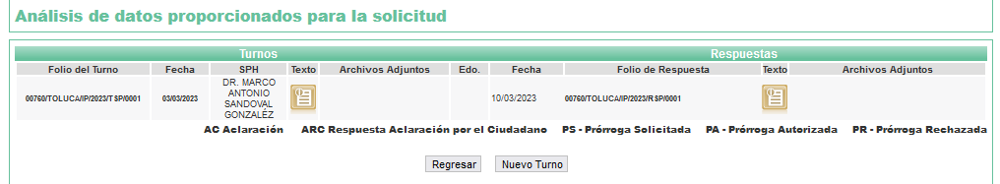 Análisis de datos proporcionados para la solicitud
Turnos Respuestas
Folio del Turno Fecha SPH Texto Archivos Adjuntos Edo. Fecha Folio de Respuesta Texto Archivos Adjuntos
00760/TOLUCA/IP/2023/TSP/0001 03/03/2023 DR. MARCO
ANTONIO
SANDOVAL
GONZALÉZ
10/03/2023 00760/TOLUCA/IP/2023/RSP/0001
AC Aclaración ARC Respuesta Aclaración por el Ciudadano PS - Prórroga Solicitada PA - Prórroga Autorizada PR - Prórroga Rechazada
Regresar Nuevo Turno